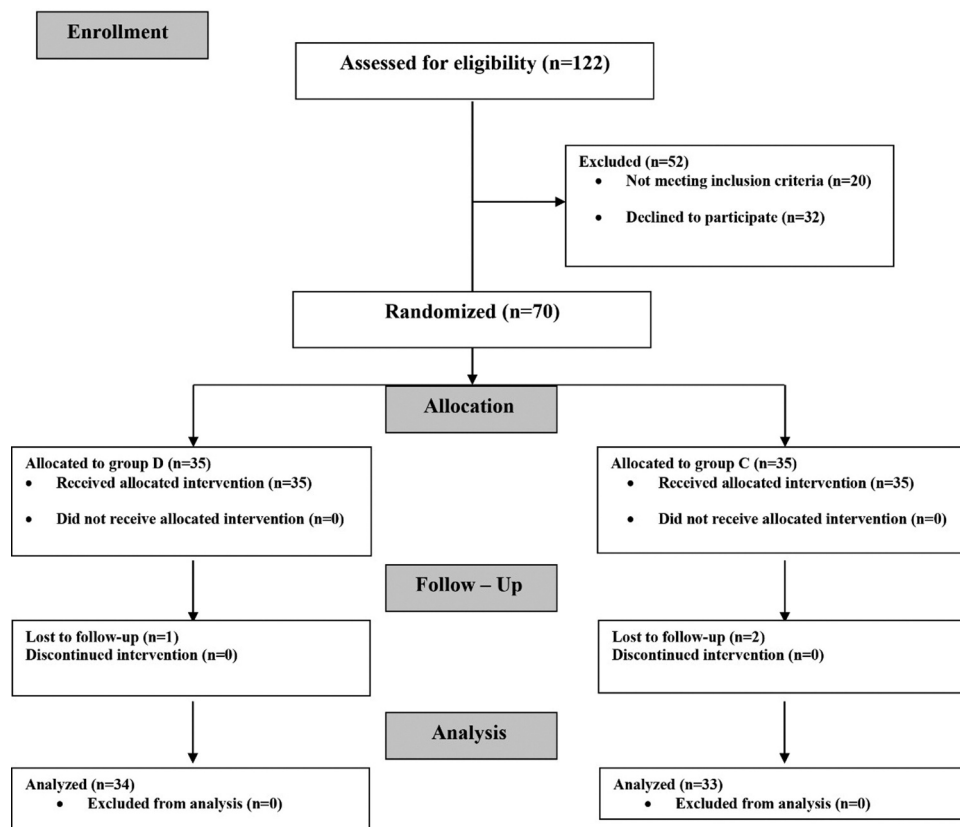 Enrollment
Assessed for eligibility (n=122)
Excluded (n=52)
• Not meeting inclusion criteria (n=20)
• Declined to participate (n=32)
Randomized (n=70)
Allocation
Allocated to group D (n=35)
• Received allocated intervention (n=35)
• Did not receive allocated intervention (n=0)
Allocated to group C (n=35)
• Received allocated intervention (n=35)
• Did not receive allocated intervention (n=0)
Follow – Up
Lost to follow-up (n=1)
Discontinued intervention (n=0)
Lost to follow-up (n=2)
Discontinued intervention (n=0)
Analysis
Analyzed (n=34)
• Excluded from analysis (n=0)
Analyzed (n=33)
• Excluded from analysis (n=0)